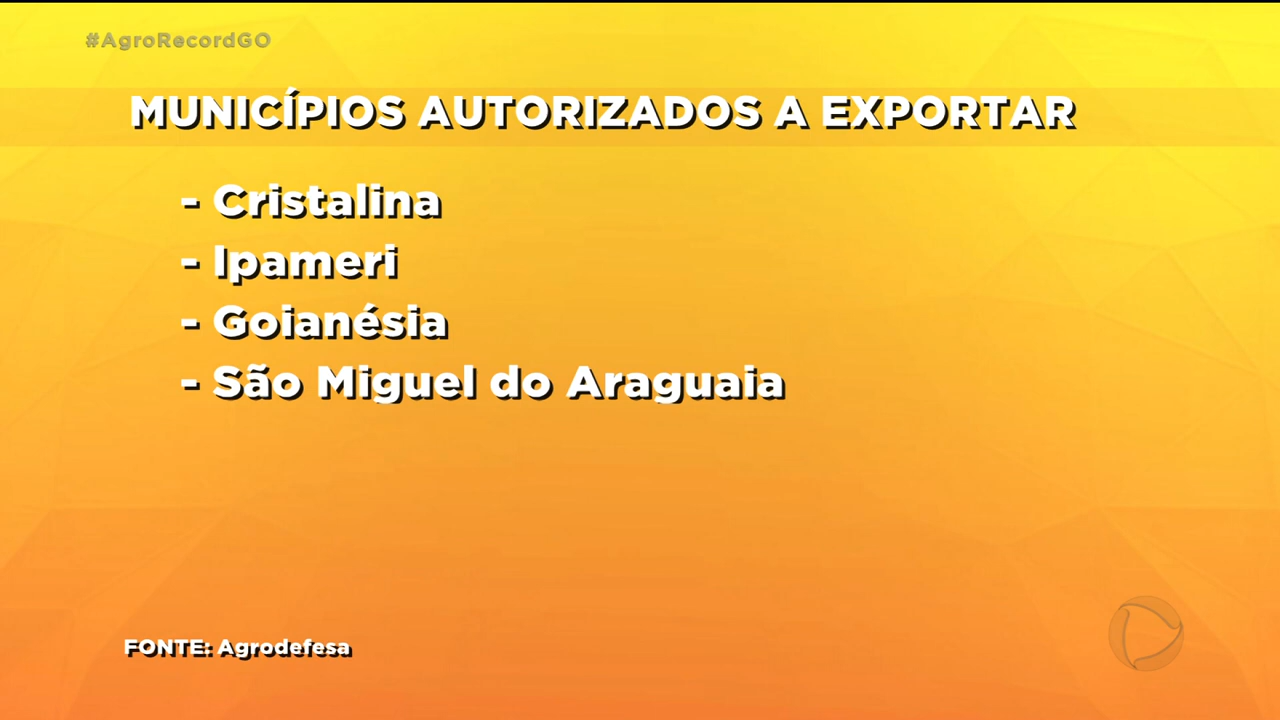 #AgroRecordGO
MUNICÍPIOS AUTORIZADOS A EXPORTAR
- Cristalina
- Ipameri
- Goianésia
- São Miguel do Araguaia
FONTE: Agrodefesa